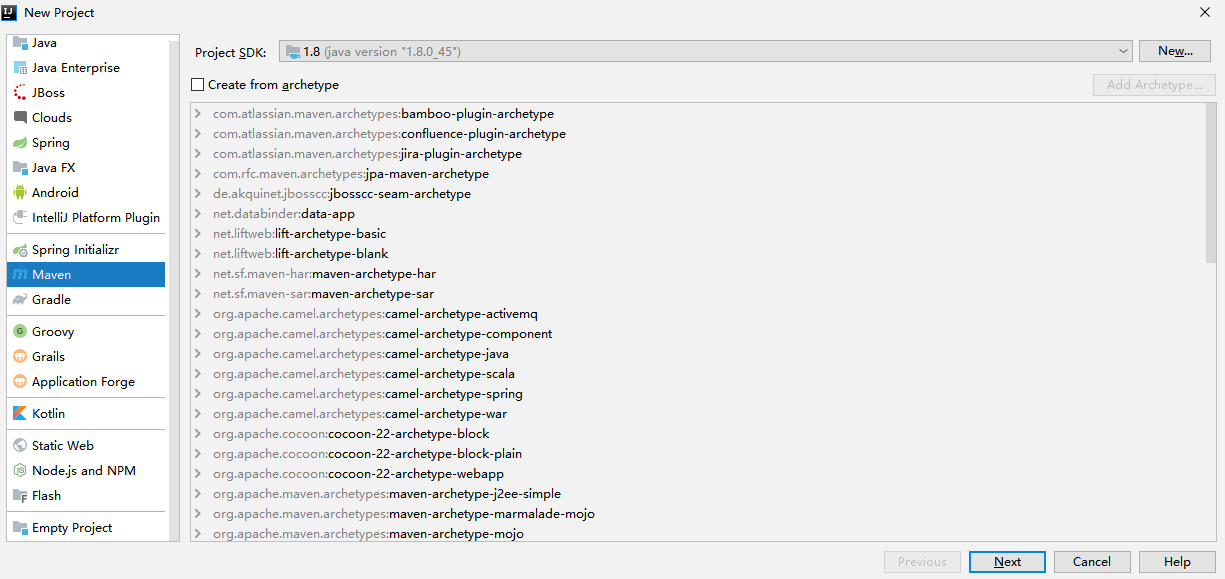 New Project
Java
Java Enterprise
JBoss
Clouds
Spring
Java FX
Android
IntelliJ Platform Plugin
Spring Initializr
Maven
Gradle
Groovy
Grails
Application Forge
Kotlin
Static Web
Node.js and NPM
Flash
Empty Project
Project SDK: 1.8 (java version "1.8.0_45") New...
Create from archetype Add Archetype...
com.atlassian.maven.archetypes:bamboo-plugin-archetype
com.atlassian.maven.archetypes:confluence-plugin-archetype
com.atlassian.maven.archetypes:jira-plugin-archetype
com.rfc.maven.archetypes:jpa-maven-archetype
de.akquinet.jbosscc:jbosscc-seam-archetype
net.databinder:data-app
net.liftweb:lift-archetype-basic
net.liftweb:lift-archetype-blank
net.sf.maven-har:maven-archetype-har
net.sf.maven-sar:maven-archetype-sar
org.apache.camel.archetypes:camel-archetype-activemq
org.apache.camel.archetypes:camel-archetype-component
org.apache.camel.archetypes:camel-archetype-java
org.apache.camel.archetypes:camel-archetype-scala
org.apache.camel.archetypes:camel-archetype-spring
org.apache.camel.archetypes:camel-archetype-war
org.apache.cocoon:cocoon-22-archetype-block
org.apache.cocoon:cocoon-22-archetype-block-plain
org.apache.cocoon:cocoon-22-archetype-webapp
org.apache.maven.archetypes:maven-archetype-j2ee-simple
org.apache.maven.archetypes:maven-archetype-marmalade-mojo
org.apache.maven.archetypes:maven-archetype-mojo
Previous Next Cancel Help